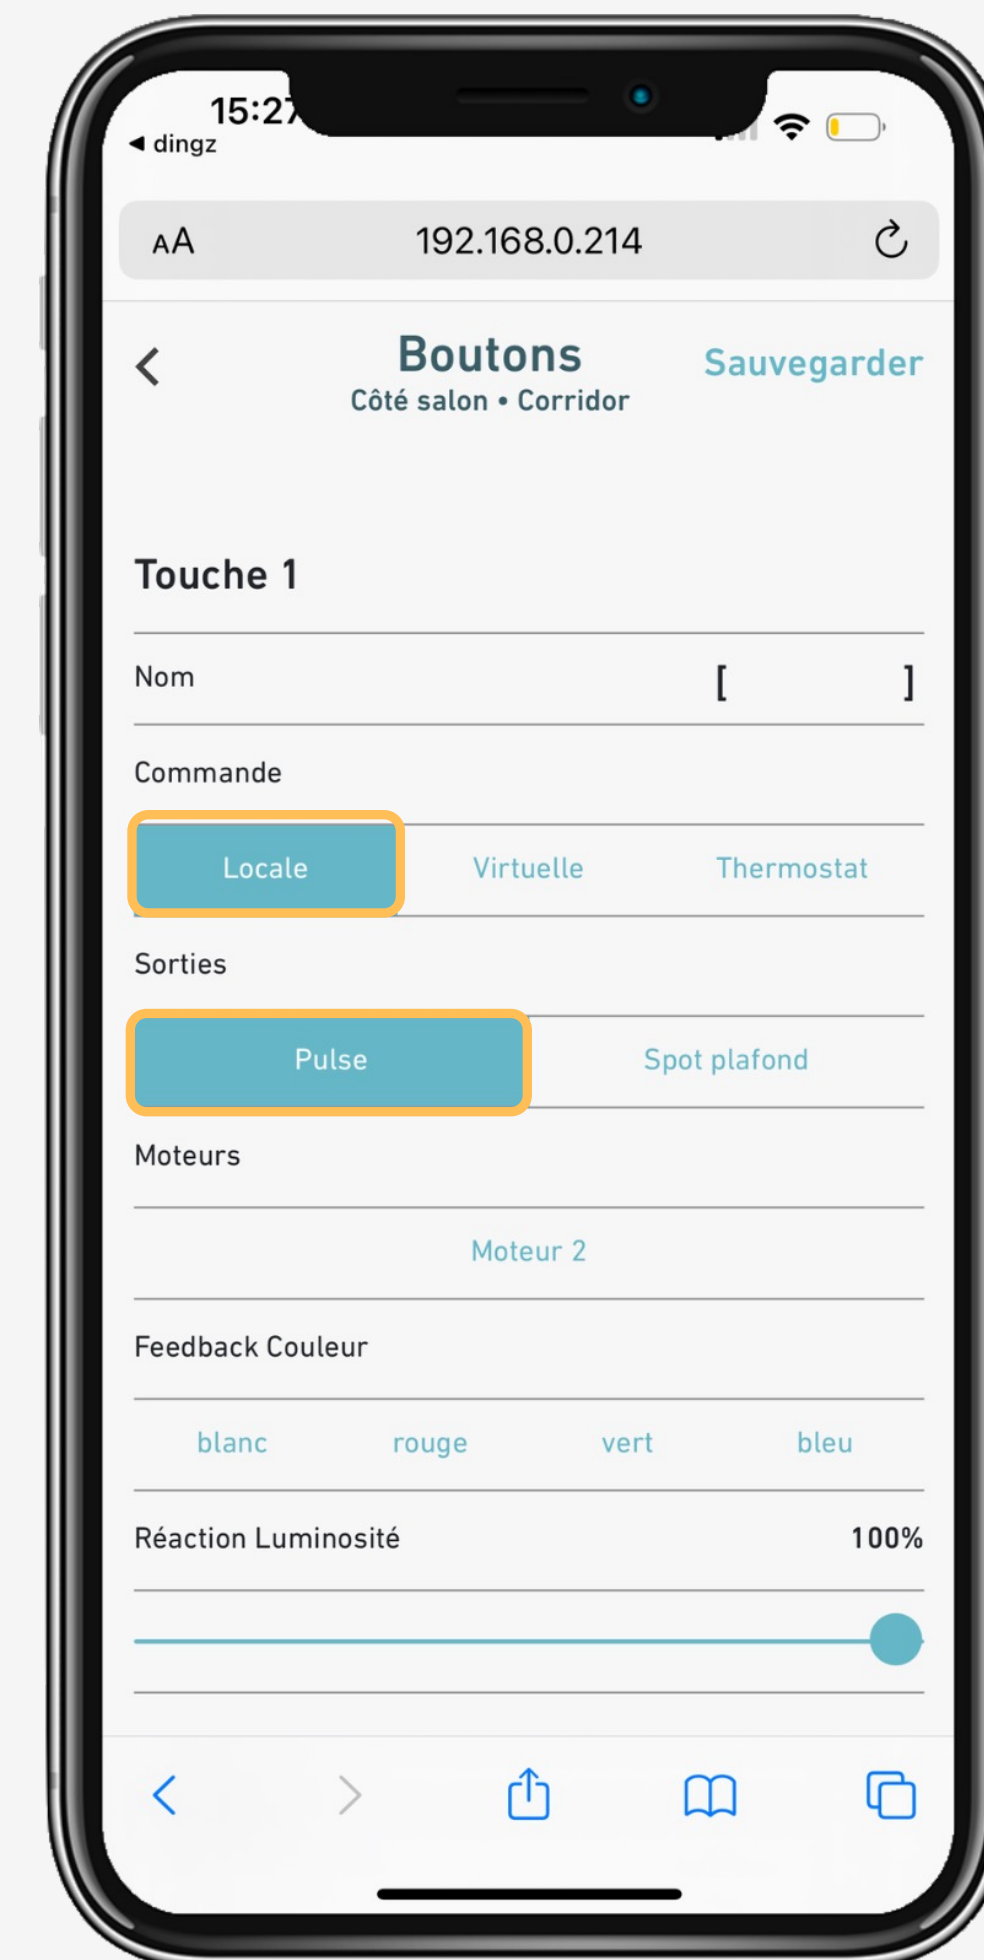 15:27
◀ dingz
AA 192.168.0.214
Boutons
Sauvegarder
Côté salon • Corridor
Touche 1
Nom [ ]
Commande
Locale Virtuelle Thermostat
Sorties
Pulse Spot plafond
Moteurs
Moteur 2
Feedback Couleur
blanc rouge vert bleu
Réaction Luminosité 100%